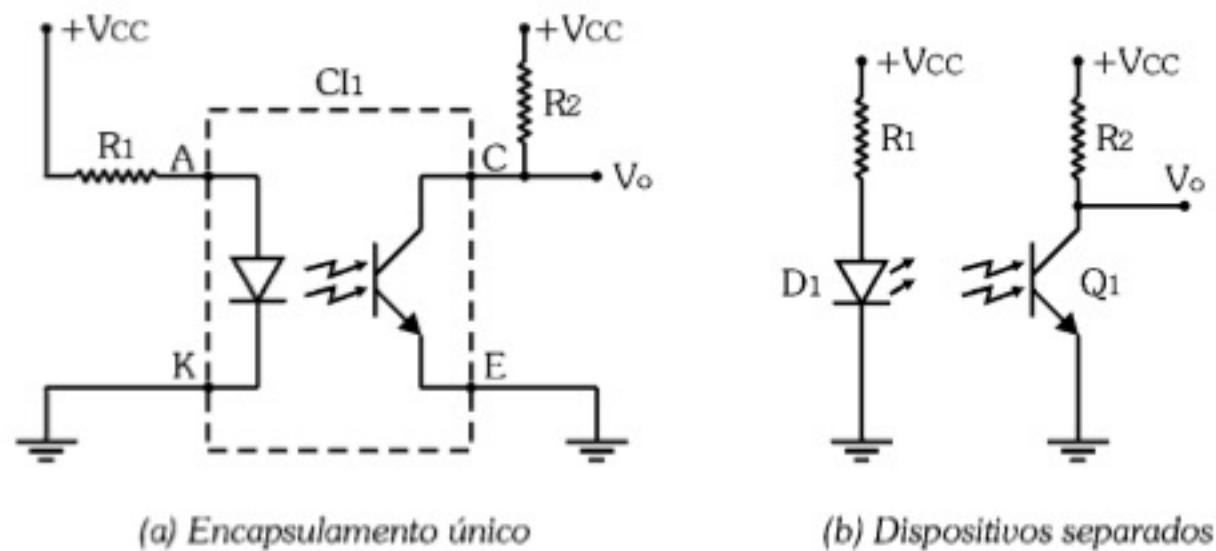 +VCC
CI1
R1
A
K
+VCC
R2
C
Vo
E
(a) Encapsulamento único
+VCC
R1
D1
+VCC
R2
Vo
Q1
(b) Dispositivos separados